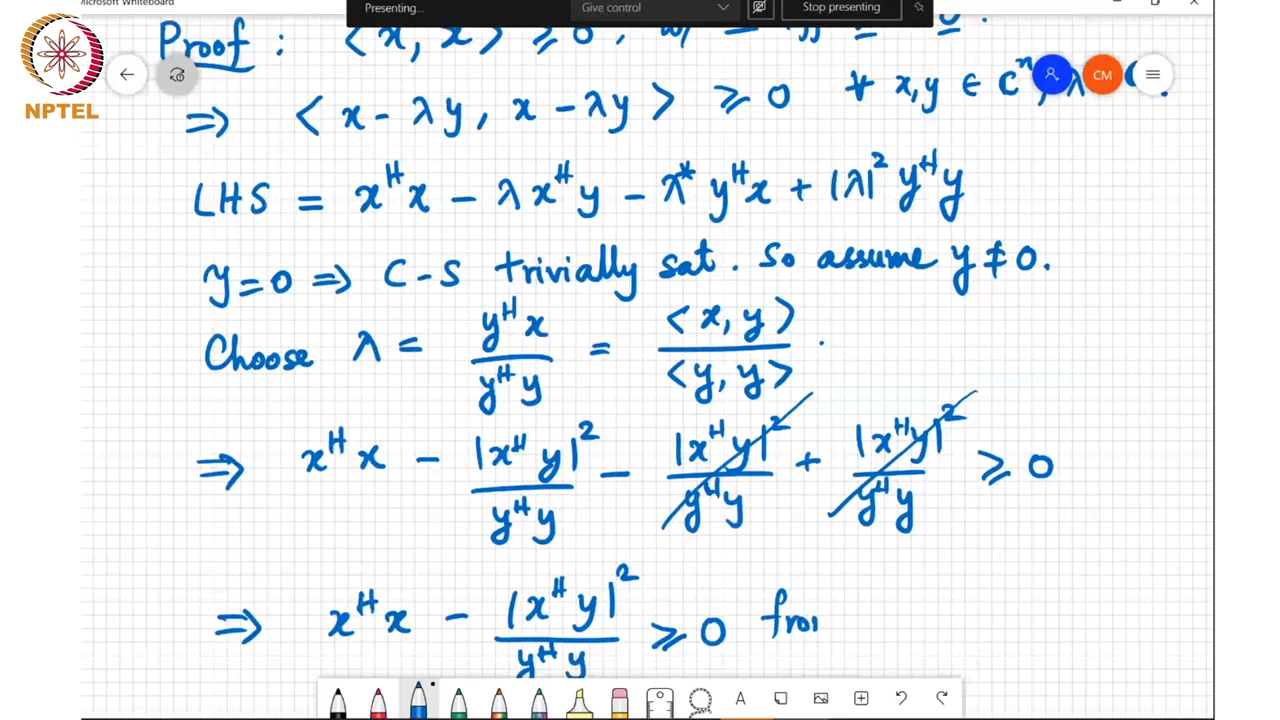 Microsoft Whiteboard
Presenting...
Give control
Stop presenting
NPTEL
CM
Proof : < x, x > ≥ 0,
⇒ < x - λy, x - λy > ≥ 0 ∀ x,y ∈ ℂⁿ, λ
LHS = xᴴx - λxᴴy - λ* yᴴx + |λ|² yᴴy
y=0 ⇒ C-S trivially sat. So assume y ≠ 0.
Choose λ = yᴴx / yᴴy = <x, y> / <y, y> .
⇒ xᴴx - |xᴴy|² / yᴴy - |xᴴy|² / yᴴy + |xᴴy|² / yᴴy ≥ 0
⇒ xᴴx - |xᴴy|² / yᴴy ≥ 0
A